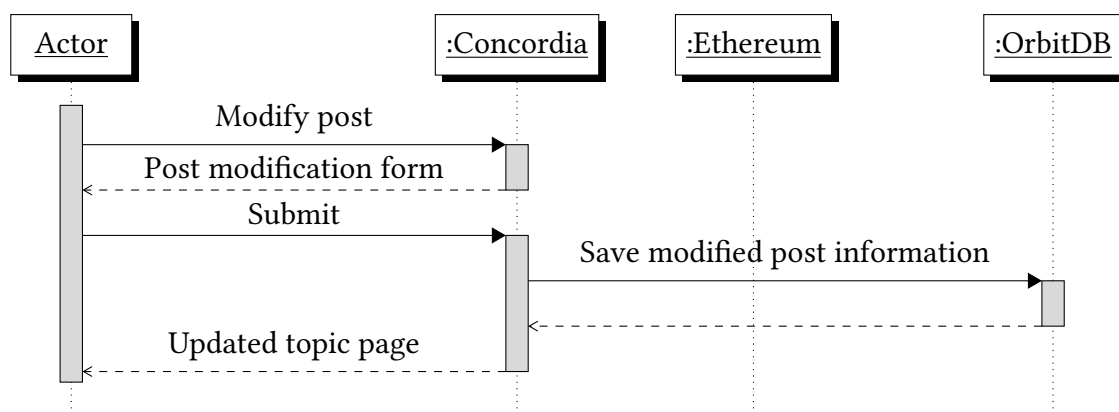 Actor
:Concordia
:Ethereum
:OrbitDB
Modify post
Post modification form
Submit
Save modified post information
Updated topic page